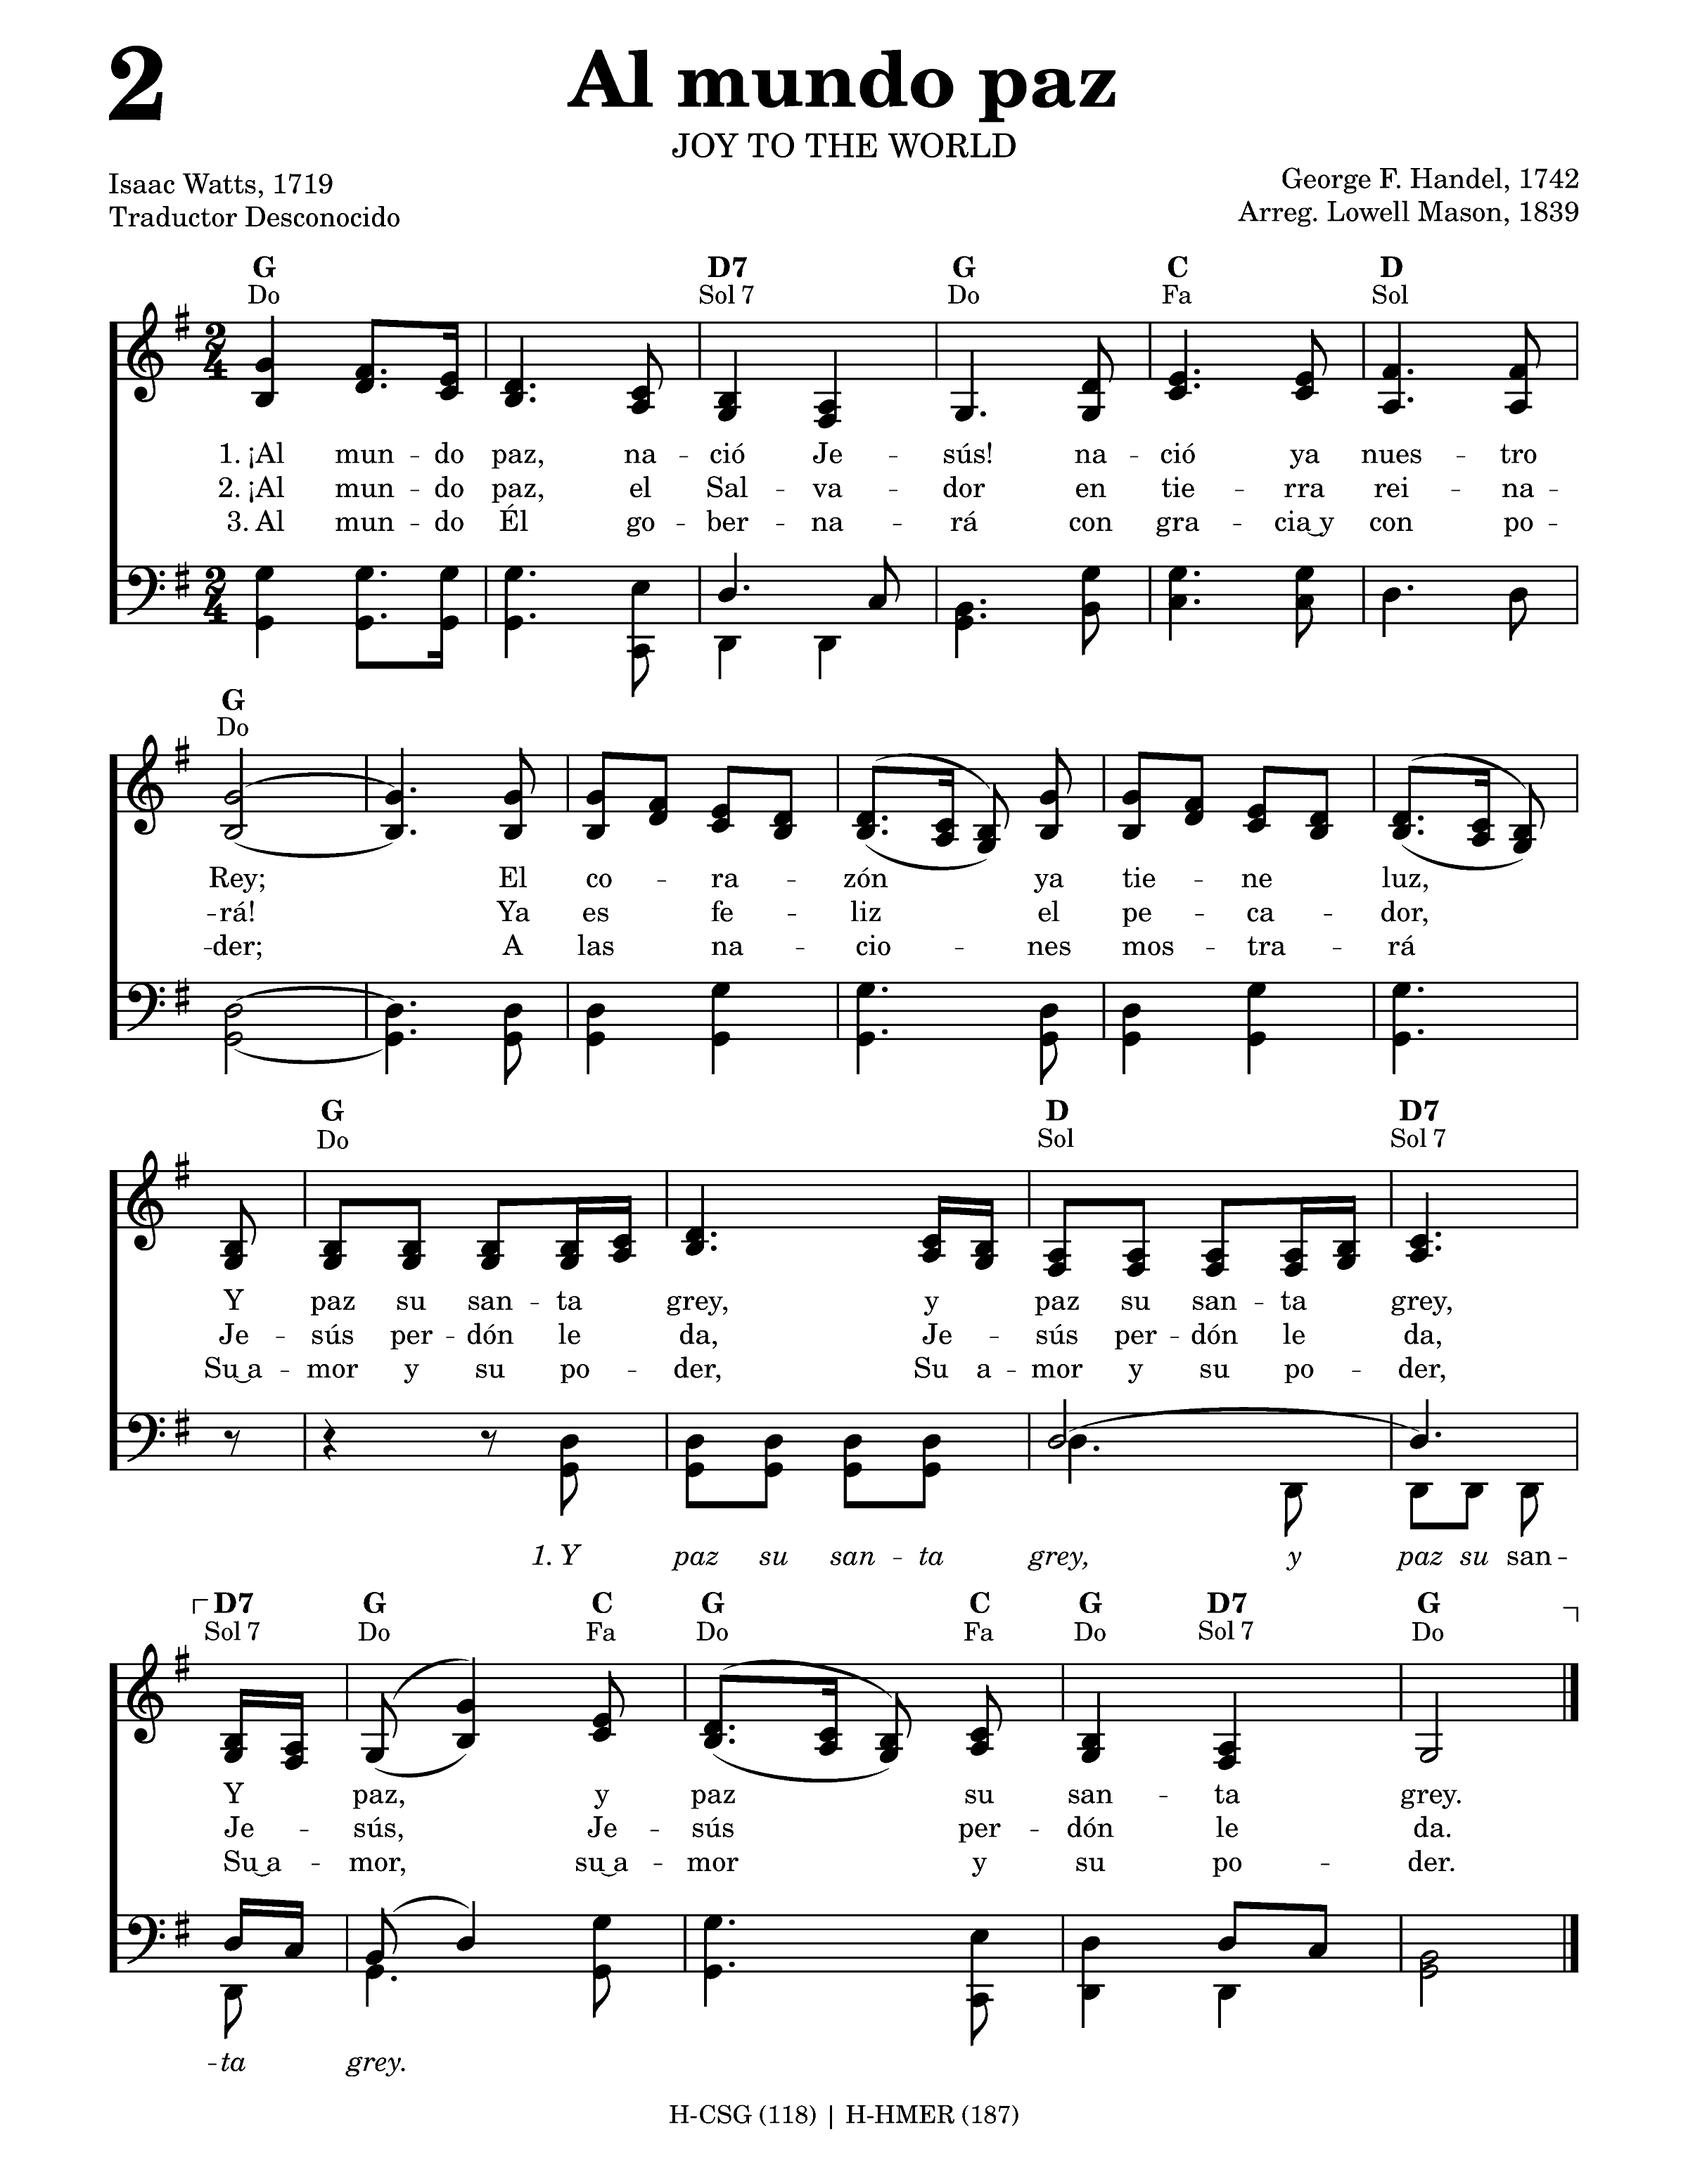 2
Al mundo paz
JOY TO THE WORLD
Isaac Watts, 1719
Traductor Desconocido
George F. Handel, 1742
Arreg. Lowell Mason, 1839
G D7 G C D
Do Sol 7 Do Fa Sol
2
4
1. ¡Al mun - do paz, na - ció Je - sús! na - ció ya nues - tro
2. ¡Al mun - do paz, el Sal - va - dor en tie - rra rei - na -
3. Al mun - do Él go - ber - na - rá con gra - cia‿y con po -
2
4
G
Do
Rey; El co - ra - zón ya tie - ne luz,
- rá! Ya es fe - liz el pe - ca - dor,
- der; A las na - cio - nes mos - tra - rá
G D D7
Do Sol Sol 7
Y paz su san - ta grey, y paz su san - ta grey,
Je - sús per - dón le da, Je - sús per - dón le da,
Su‿a - mor y su po - der, Su a - mor y su po - der,
1. Y paz su san - ta grey, y paz su san -
D7 G C G C G D7 G
Sol 7 Do Fa Do Fa Do Sol 7 Do
Y paz, y paz su san - ta grey.
Je - sús, Je - sús per - dón le da.
Su‿a - mor, su‿a - mor y su po - der.
- ta grey.
H-CSG (118) | H-HMER (187)